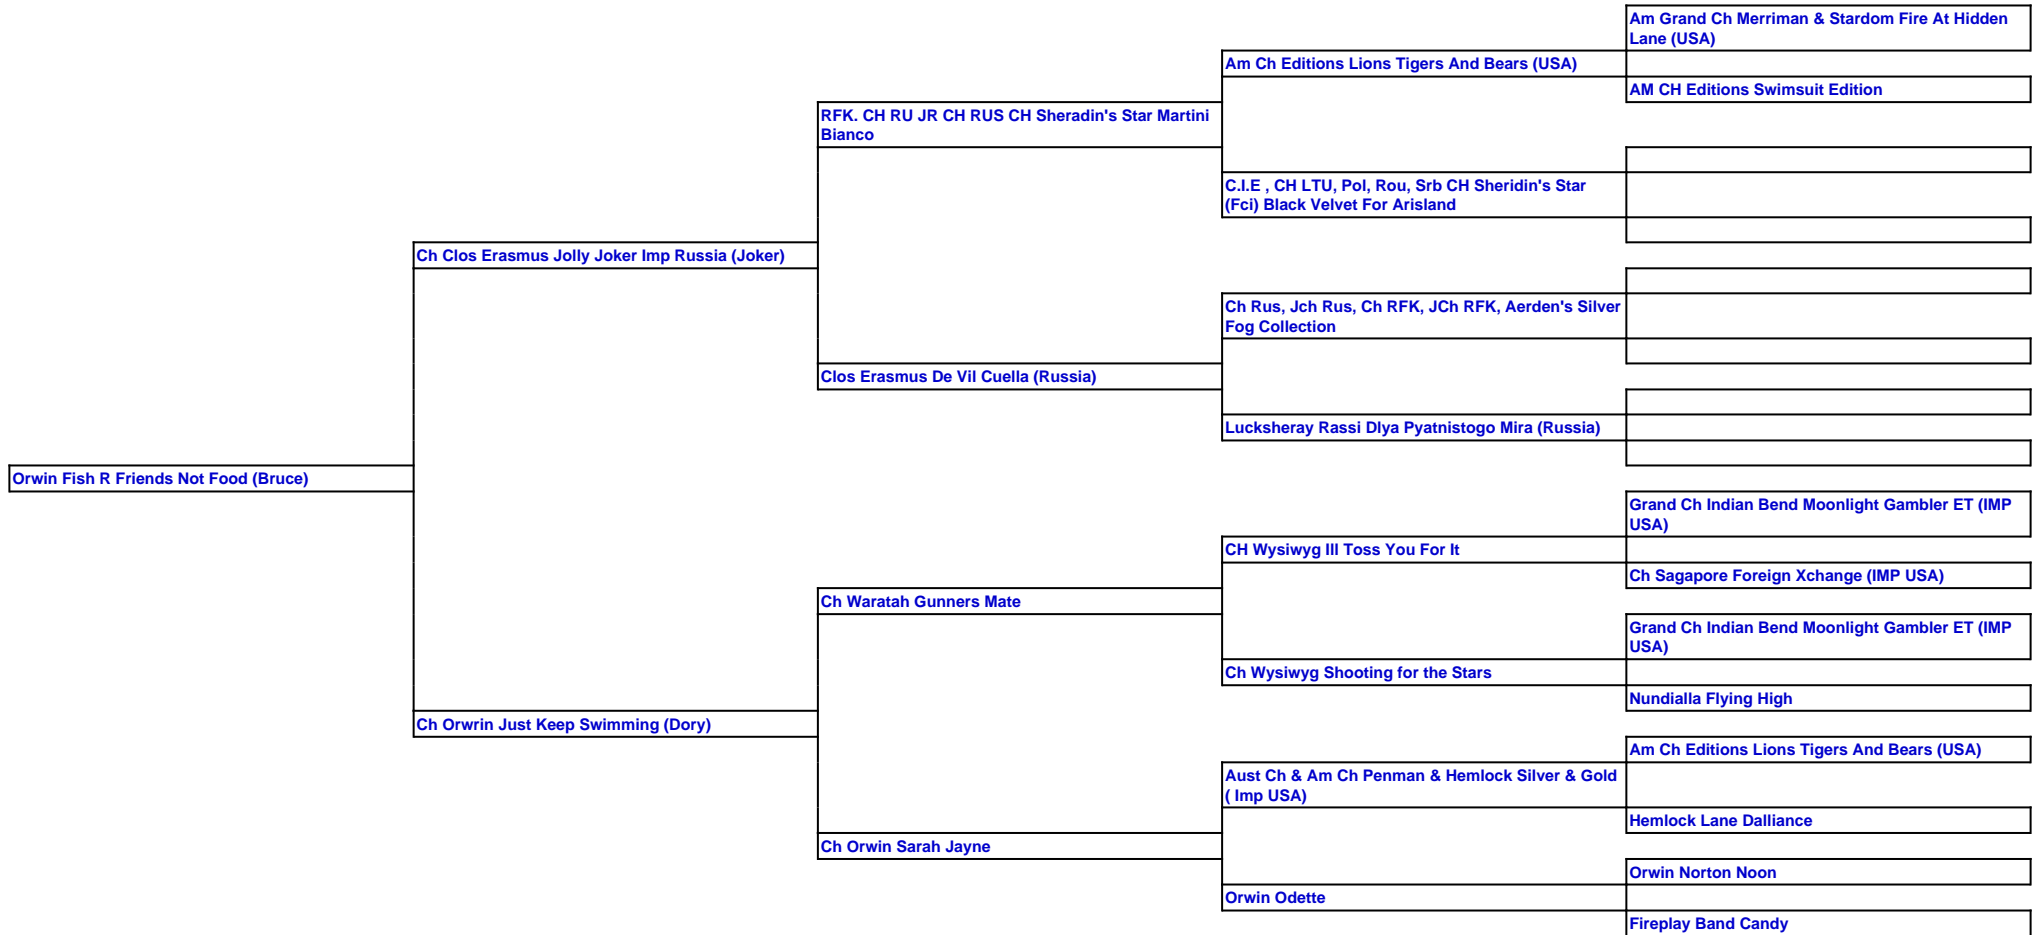 Am Grand Ch Merriman & Stardom Fire At Hidden
Lane (USA)
Am Ch Editions Lions Tigers And Bears (USA)
AM CH Editions Swimsuit Edition
RFK. CH RU JR CH RUS CH Sheradin's Star Martini
Bianco
C.I.E , CH LTU, Pol, Rou, Srb CH Sheridin's Star
(Fci) Black Velvet For Arisland
Ch Clos Erasmus Jolly Joker Imp Russia (Joker)
Ch Rus, Jch Rus, Ch RFK, JCh RFK, Aerden's Silver
Fog Collection
Clos Erasmus De Vil Cuella (Russia)
Lucksheray Rassi Dlya Pyatnistogo Mira (Russia)
Orwin Fish R Friends Not Food (Bruce)
Grand Ch Indian Bend Moonlight Gambler ET (IMP
USA)
CH Wysiwyg Ill Toss You For It
Ch Sagapore Foreign Xchange (IMP USA)
Ch Waratah Gunners Mate
Grand Ch Indian Bend Moonlight Gambler ET (IMP
USA)
Ch Wysiwyg Shooting for the Stars
Nundialla Flying High
Ch Orwrin Just Keep Swimming (Dory)
Am Ch Editions Lions Tigers And Bears (USA)
Aust Ch & Am Ch Penman & Hemlock Silver & Gold
( Imp USA)
Hemlock Lane Dalliance
Ch Orwin Sarah Jayne
Orwin Norton Noon
Orwin Odette
Fireplay Band Candy